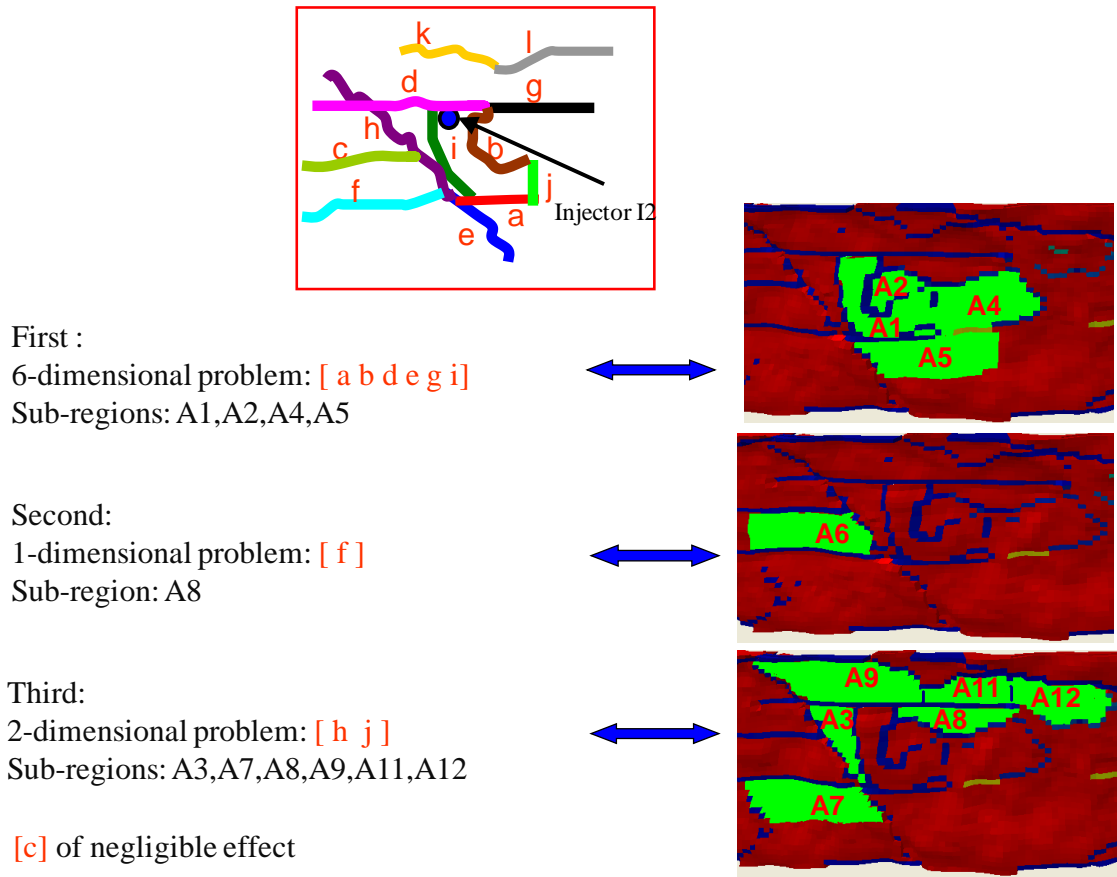 k
l
d
g
h
c
i
b
f
j
a
e
Injector I2
First :
6-dimensional problem: [ a b d e g i]
Sub-regions: A1,A2,A4,A5
A2
A4
A1
A5
Second:
1-dimensional problem: [ f ]
Sub-region: A8
A6
Third:
2-dimensional problem: [ h j ]
Sub-regions: A3,A7,A8,A9,A11,A12
[c] of negligible effect
A9
A11
A12
A3
A8
A7